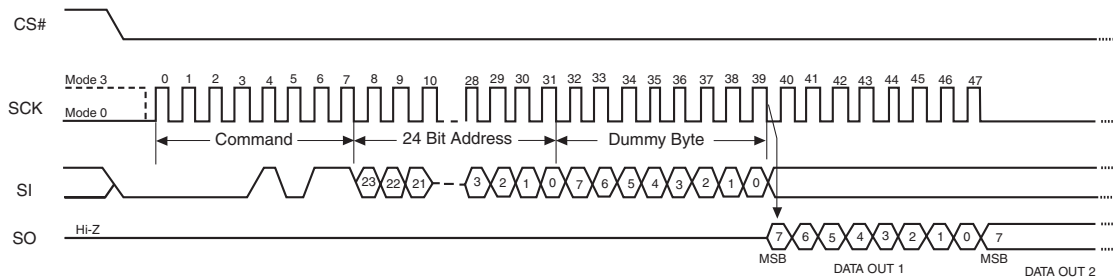 CS#
Mode 3
0 1 2 3 4 5 6 7 8 9 10 28 29 30 31 32 33 34 35 36 37 38 39 40 41 42 43 44 45 46 47
SCK
Mode 0
Command 24 Bit Address Dummy Byte
SI
23 22 21 3 2 1 0 7 6 5 4 3 2 1 0
Hi-Z
SO
7 6 5 4 3 2 1 0 7
MSB DATA OUT 1 MSB DATA OUT 2